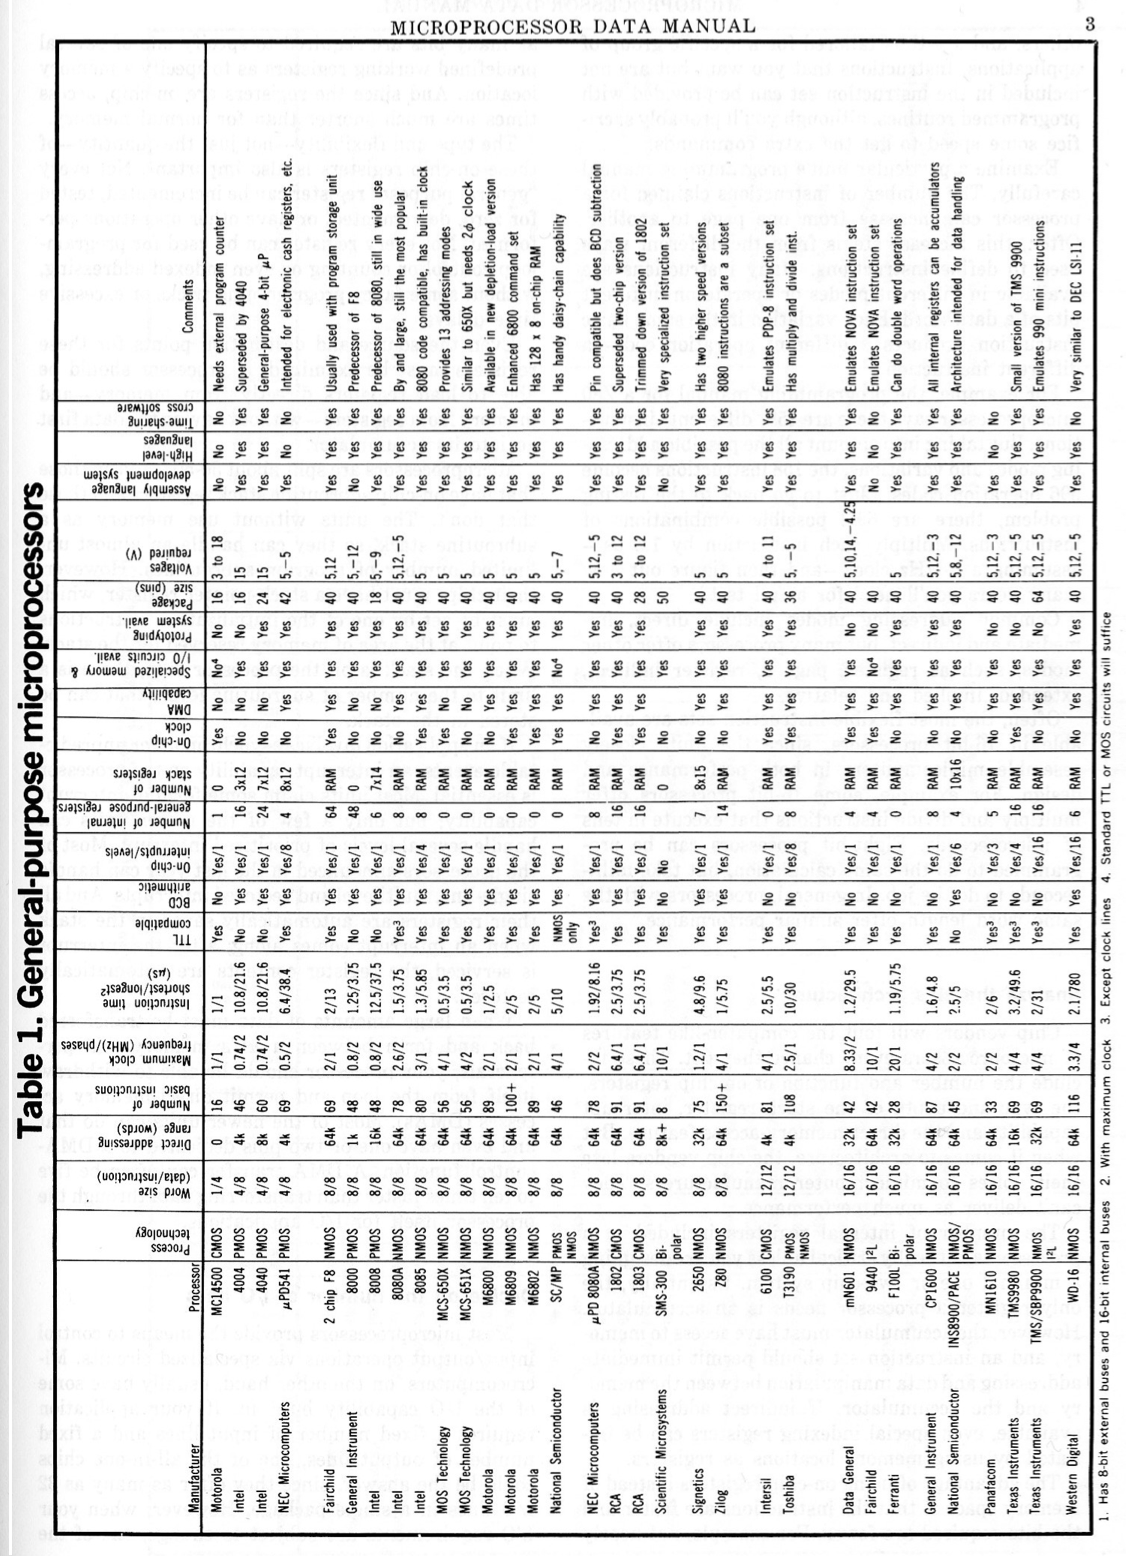 MICROPROCESSOR DATA MANUAL 3
Table 1. General-purpose microprocessors
Manufacturer Processor Process technology Word size (data/instruction) Direct addressing range (words) Number of basic instructions Maximum clock frequency (MHz)/phases Instruction time shortest/longest² (μs) TTL compatible BCD arithmetic On-chip interrupts/levels Number of internal general-purpose registers Number of stack registers On-chip clock DMA capability Specialized memory & I/O circuits avail. Prototyping system avail. Package size (pins) Voltages required (V) Assembly language development system High-level languages Time-sharing cross software Comments
Motorola MC14500 CMOS 1/4 0 16 1/1 1/1 Yes No Yes/1 1 0 Yes No No⁴ No 16 3 to 18 No No No Needs external program counter
Intel 4004 PMOS 4/8 4k 46 0.74/2 10.8/21.6 No Yes No 16 3x12 No No Yes No 16 15 Yes Yes Yes Superseded by 4040
Intel 4040 PMOS 4/8 8k 60 0.74/2 10.8/21.6 No Yes Yes/1 24 7x12 No No Yes Yes 24 15 Yes Yes Yes General-purpose 4-bit μP
NEC Microcomputers μPD541 PMOS 4/8 4k 69 0.5/2 6.4/38.4 Yes Yes Yes/8 4 8x12 No Yes Yes Yes 42 5,−5 Yes No No Intended for electronic cash registers, etc.
Fairchild 2 chip F8 NMOS 8/8 64k 69 2/1 2/13 Yes Yes Yes/1 64 RAM Yes Yes Yes Yes 40 5,12 Yes Yes Yes Usually used with program storage unit
General Instrument 8000 PMOS 8/8 1k 48 0.8/2 1.25/3.75 No Yes Yes/1 48 0 No No Yes Yes 40 5,12 No Yes Yes Predecessor of F8
Intel 8008 PMOS 8/8 16k 48 0.8/2 12.5/37.5 No No Yes/1 6 7x14 No No Yes Yes 18 5,−9 Yes Yes Yes Predecessor of 8080, still in wide use
Intel 8080A NMOS 8/8 64k 78 2.6/2 1.5/3.75 Yes³ Yes Yes/1 8 RAM No Yes Yes Yes 40 5,12,−5 Yes Yes Yes By and large, still the most popular
Intel 8085 NMOS 8/8 64k 80 3/1 1.3/5.85 Yes Yes Yes/4 8 RAM Yes Yes Yes Yes 40 5 Yes Yes Yes 8080 code compatible, has built-in clock
MOS Technology MCS-650X NMOS 8/8 64k 56 4/1 0.5/3.5 Yes Yes Yes/1 0 RAM Yes No Yes Yes 40 5 Yes Yes Yes Provides 13 addressing modes
MOS Technology MCS-651X NMOS 8/8 64k 56 4/2 0.5/3.5 Yes Yes Yes/1 0 RAM No No Yes Yes 40 5 Yes Yes Yes Similar to 650X but needs 2φ clock
Motorola M6800 NMOS 8/8 64k 89 2/2 1/2.5 Yes Yes Yes/1 0 RAM No Yes Yes Yes 40 5 Yes Yes Yes Available in new depletion-load version
Motorola M6809 NMOS 8/8 64k 100+ 2/1 2/5 Yes Yes Yes/1 0 RAM Yes Yes Yes Yes 40 5 Yes Yes Yes Enhanced 6800 command set
Motorola M6802 NMOS 8/8 64k 89 2/1 2/5 Yes Yes Yes/1 0 RAM Yes Yes Yes Yes 40 5 Yes Yes Yes Has 128 x 8 on-chip RAM
National Semiconductor SC/MP PMOS NMOS 8/8 64k 46 4/1 5/10 NMOS only Yes Yes/1 0 RAM Yes Yes No⁴ Yes 40 5,−7 Yes Yes Yes Has handy daisy-chain capability
NEC Microcomputers μPD 8080A NMOS 8/8 64k 78 2/2 1.92/8.16 Yes³ Yes Yes/1 8 RAM No Yes Yes Yes 40 5,12,−5 Yes Yes Yes Pin compatible but does BCD subtraction
RCA 1802 CMOS 8/8 64k 91 6.4/1 2.5/3.75 Yes Yes Yes/1 16 RAM Yes Yes Yes Yes 40 3 to 12 Yes Yes Yes Superseded two-chip version
RCA 1803 CMOS 8/8 64k 91 6.4/1 2.5/3.75 Yes Yes Yes/1 16 RAM Yes Yes Yes Yes 28 3 to 12 Yes Yes Yes Trimmed down version of 1802
Scientific Microsystems SMS-300 Bi-polar 8/8 8k+ 8 10/1 Yes No No 8 0 No No Yes Yes 50 5 No No Yes Very specialized instruction set
Signetics 2650 NMOS 8/8 32k 75 1.2/1 4.8/9.6 Yes Yes Yes/1 7 8x15 No Yes Yes Yes 40 5 Yes Yes Yes Has two higher speed versions
Zilog Z80 NMOS 8/8 64k 150+ 4/1 1/5.75 Yes Yes Yes/1 14 RAM No Yes Yes Yes 40 5 Yes Yes Yes 8080 instructions are a subset
Intersil 6100 CMOS 12/12 4k 81 4/1 2.5/5.5 Yes No Yes/1 1 RAM Yes Yes Yes Yes 40 4 to 11 Yes Yes Yes Emulates PDP-8 instruction set
Toshiba T3190 PMOS NMOS 12/12 4k 108 2.5/1 10/30 Yes No Yes/8 8 RAM No Yes Yes Yes 36 5,−5 Yes Yes Yes Has multiply and divide inst.
Data General mN601 NMOS 16/16 32k 42 8.33/2 1.2/29.5 Yes No Yes/1 4 RAM Yes Yes Yes No 40 5,10,14,−4.25 Yes Yes Yes Emulates NOVA instruction set
Fairchild 9440 I²L 16/16 64k 42 10/1 Yes No Yes/1 4 RAM Yes Yes No⁴ No 40 5 No No Yes Emulates NOVA instruction set
Ferranti F100L Bi-polar 16/16 32k 28 20/1 1.19/5.75 Yes No Yes/1 RAM No Yes Yes Yes 40 5 Yes No No Can do double word operations
General Instrument CP1600 NMOS 16/16 64k 87 4/2 1.6/4.8 Yes No Yes/1 8 RAM No Yes Yes Yes 40 5,12,−3 Yes Yes Yes All internal registers can be accumulators
National Semiconductor INS8900/PACE NMOS/PMOS 16/16 64k 45 2/2 2.5/5 No Yes Yes/6 4 10x16 No Yes Yes Yes 40 5,8,−12 Yes Yes Yes Architecture intended for data handling
Panafacom MN1610 NMOS 16/16 64k 33 2/2 2/6 Yes³ No Yes/3 5 RAM No Yes Yes Yes 40 5,12,−3 Yes No No
Texas Instruments TMS9980 NMOS 16/16 16k 69 4/4 3.2/49.6 Yes³ No Yes/4 16 RAM Yes Yes Yes Yes 40 5,12,−5 Yes Yes Yes Small version of TMS 9900
Texas Instruments TMS/SBP9900 NMOS I²L 16/16 32k 69 4/4 2/31 Yes³ No Yes/16 16 RAM No Yes Yes Yes 64 5,12,−5 Yes Yes Yes Emulates 990 mini instructions
Western Digital WD-16 NMOS 16/16 64k 116 3.3/4 2.1/780 Yes Yes Yes/16 6 RAM No Yes Yes Yes 40 5,12,−5 Yes No No Very similar to DEC LSI-11
1. Has 8-bit external buses and 16-bit internal buses 2. With maximum clock 3. Except clock lines 4. Standard TTL or MOS circuits will suffice